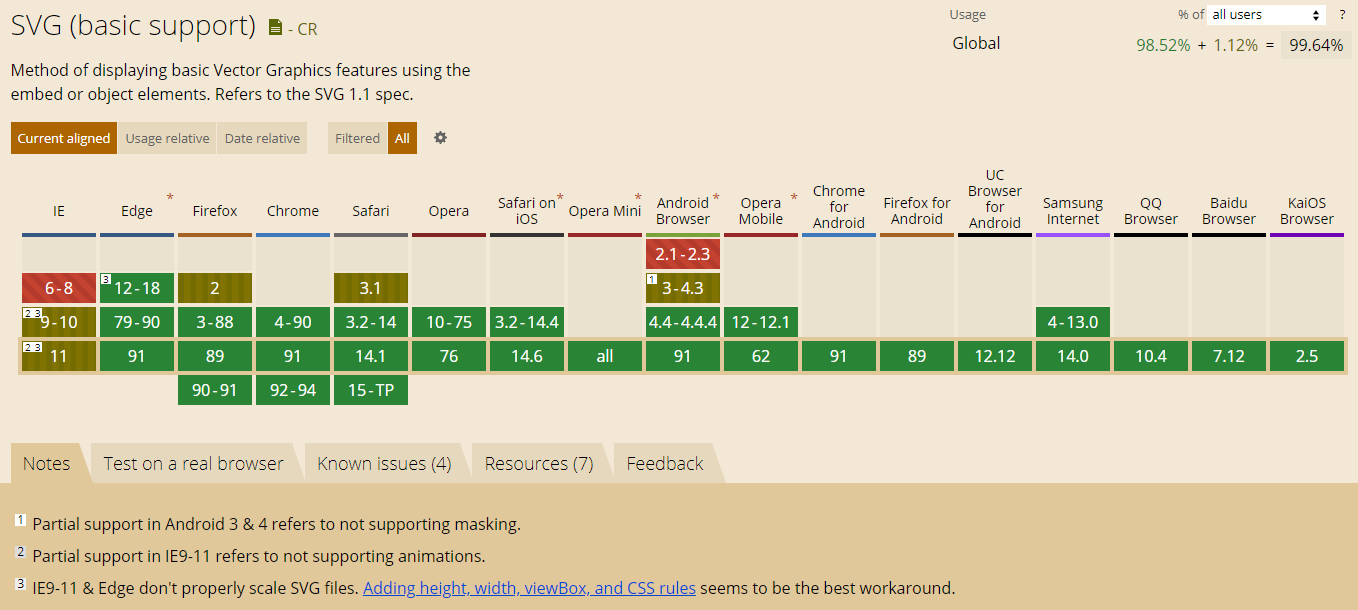 SVG (basic support) - CR
Usage % of all users ?
Global 98.52% + 1.12% = 99.64%
Method of displaying basic Vector Graphics features using the
embed or object elements. Refers to the SVG 1.1 spec.
Current aligned Usage relative Date relative Filtered All
IE Edge * Firefox Chrome Safari Opera Safari on iOS * Opera Mini * Android Browser * Opera Mobile * Chrome for Android Firefox for Android UC Browser for Android Samsung Internet QQ Browser Baidu Browser KaiOS Browser
2.1-2.3
6-8 3 12-18 2 3.1 1 3-4.3
2 3 9-10 79-90 3-88 4-90 3.2-14 10-75 3.2-14.4 4.4-4.4.4 12-12.1 4-13.0
2 3 11 91 89 91 14.1 76 14.6 all 91 62 91 89 12.12 14.0 10.4 7.12 2.5
90-91 92-94 15-TP
Notes Test on a real browser Known issues (4) Resources (7) Feedback
1 Partial support in Android 3 & 4 refers to not supporting masking.
2 Partial support in IE9-11 refers to not supporting animations.
3 IE9-11 & Edge don't properly scale SVG files. Adding height, width, viewBox, and CSS rules seems to be the best workaround.